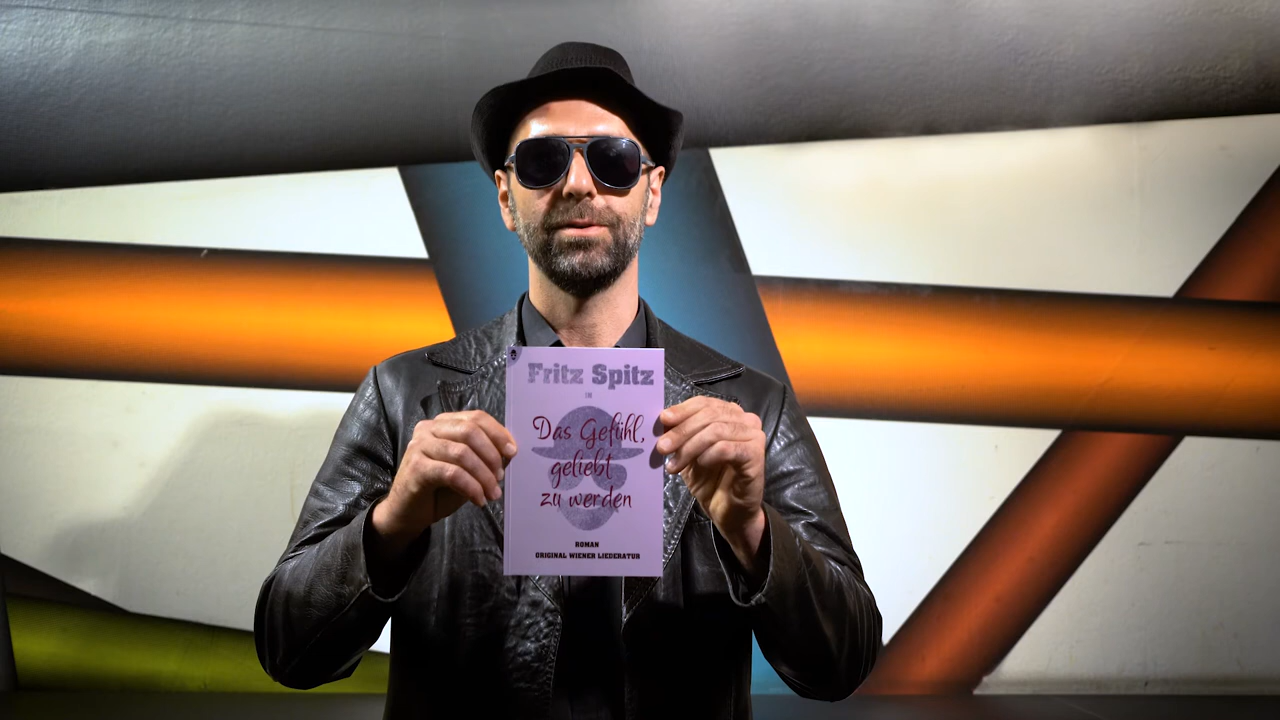 Fritz Spitz
IN
Das Gefühl,
geliebt
zu werden
ROMAN
ORIGINAL WIENER LIEDERATUR